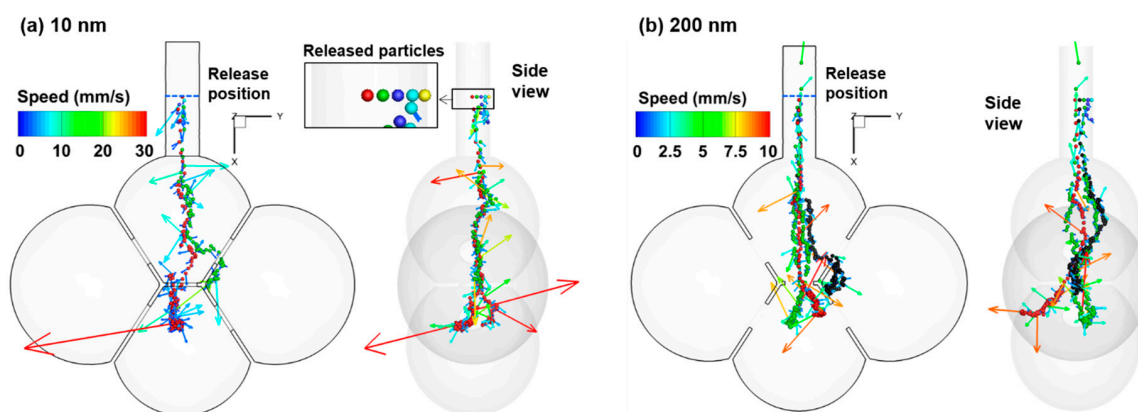 (a) 10 nm
Released particles
Release
position
Side
view
Speed (mm/s)
0 10 20 30
Z Y
X
(b) 200 nm
Release
position
Side
view
Speed (mm/s)
0 2.5 5 7.5 10
Z Y
X